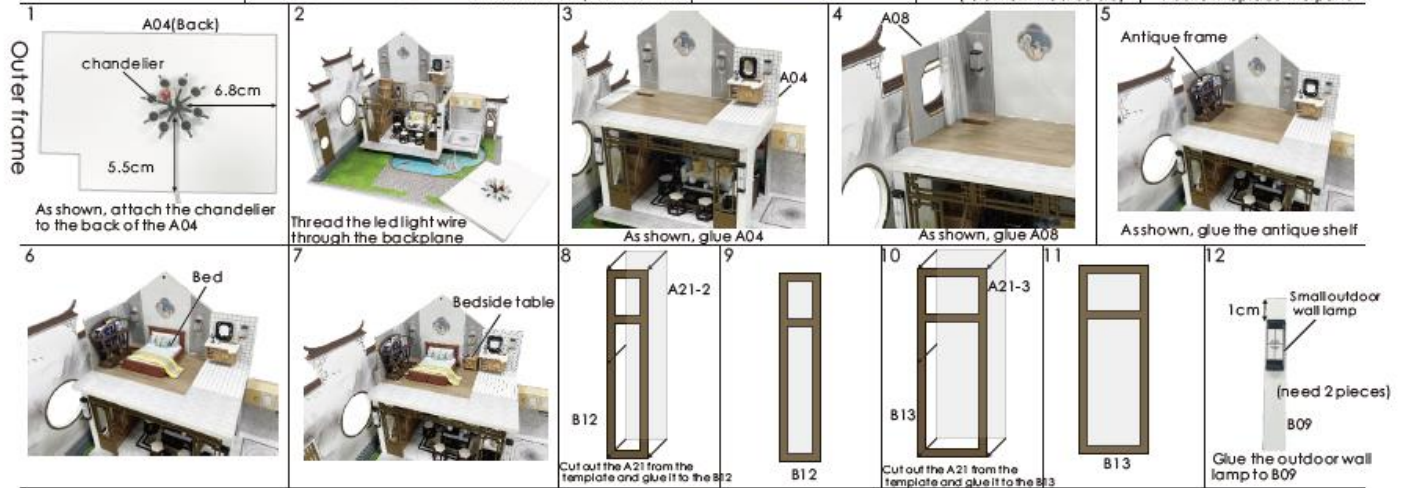 Outer frame
1
A04(Back)
chandelier
6.8cm
5.5cm
As shown, attach the chandelier
to the back of the A04
2
Thread the led light wire
through the backplane
3
A04
As shown, glue A04
4
A08
As shown, glue A08
5
Antique frame
As shown, glue the antique shelf
6
Bed
7
Bedside table
8
A21-2
B12
Cut out the A21 from the
template and glue it to the B12
9
B12
10
A21-3
B13
Cut out the A21 from the
template and glue it to the B13
11
B13
12
1cm
Small outdoor
wall lamp
(need 2 pieces)
B09
Glue the outdoor wall
lamp to B09